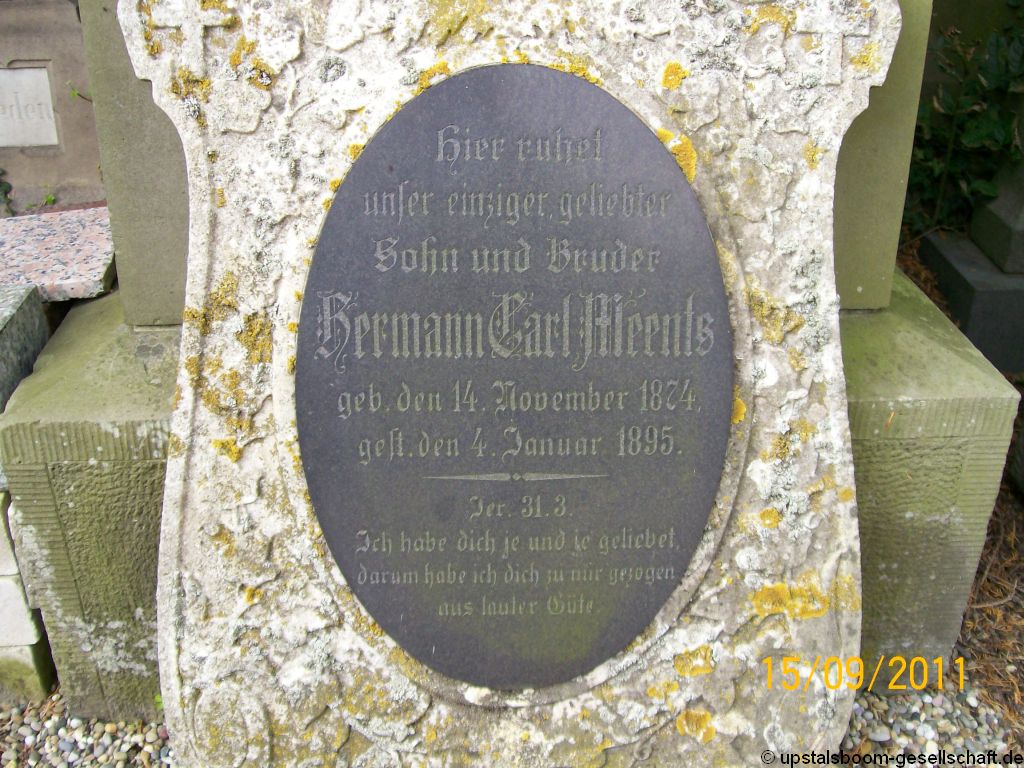 eden
Hier ruhet
unser einziger, geliebter
Sohn und Bruder
Hermann Carl Meents
geb. den 14. November 1874,
gest. den 4. Januar 1895.
Jer. 31. 3.
Ich habe dich je und je geliebet,
darum habe ich dich zu mir gezogen
aus lauter Güte.
15/09/2011
© upstalsboom-gesellschaft.de